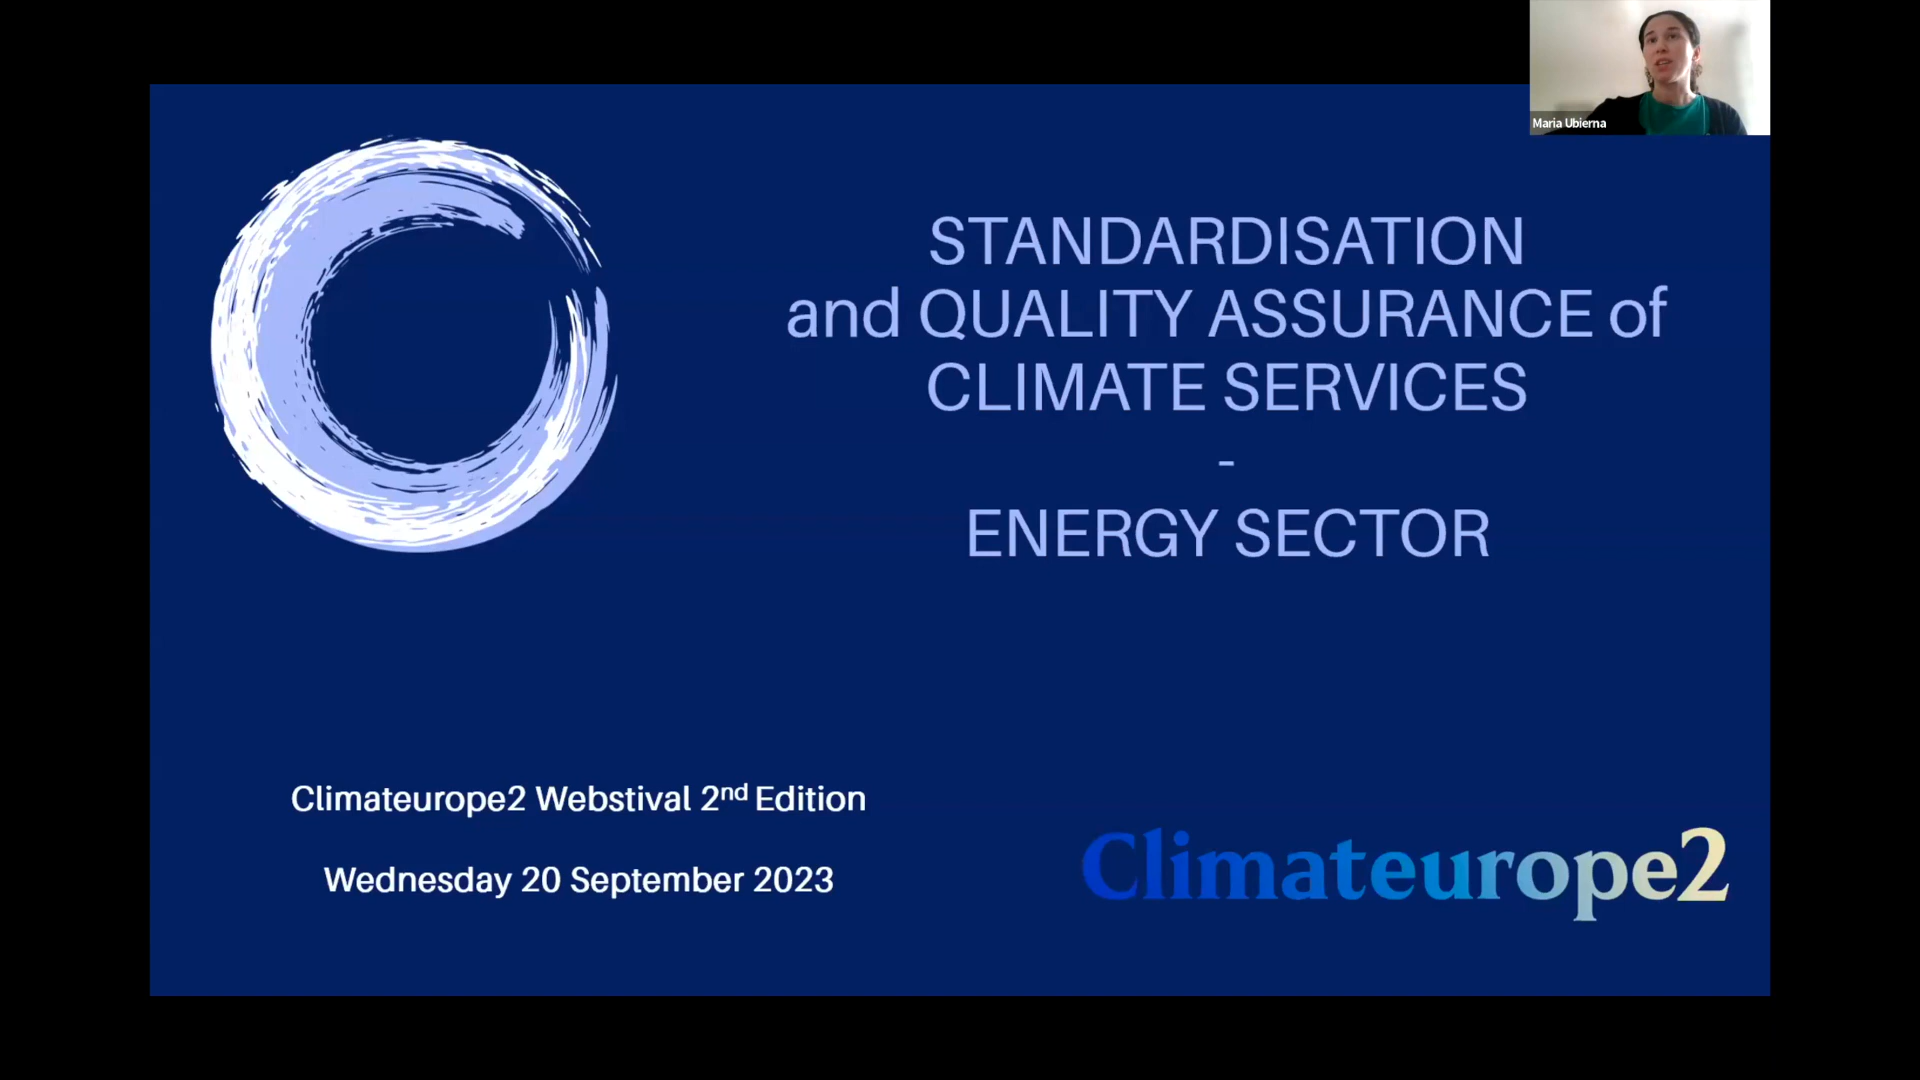 Maria Ubierna
STANDARDISATION
and QUALITY ASSURANCE of
CLIMATE SERVICES
-
ENERGY SECTOR
Climateurope2 Webstival 2nd Edition
Wednesday 20 September 2023
Climateurope2